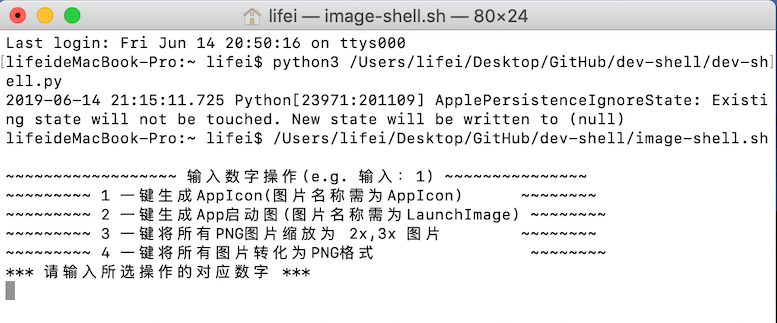 lifei — image-shell.sh — 80×24
Last login: Fri Jun 14 20:50:16 on ttys000
[lifeideMacBook-Pro:~ lifei$ python3 /Users/lifei/Desktop/GitHub/dev-shell/dev-sh]
ell.py
2019-06-14 21:15:11.725 Python[23971:201109] ApplePersistenceIgnoreState: Existi
ng state will not be touched. New state will be written to (null)
lifeideMacBook-Pro:~ lifei$ /Users/lifei/Desktop/GitHub/dev-shell/image-shell.sh
~~~~~~~~~~~~~~~~~~ 输入数字操作(e.g. 输入: 1) ~~~~~~~~~~~~~~~
~~~~~~~~~ 1 一键生成AppIcon(图片名称需为AppIcon) ~~~~~~~~
~~~~~~~~~ 2 一键生成App启动图(图片名称需为LaunchImage) ~~~~~~~~
~~~~~~~~~ 3 一键将所有PNG图片缩放为 2x,3x 图片 ~~~~~~~~
~~~~~~~~~ 4 一键将所有图片转化为PNG格式 ~~~~~~~~
*** 请输入所选操作的对应数字 ***